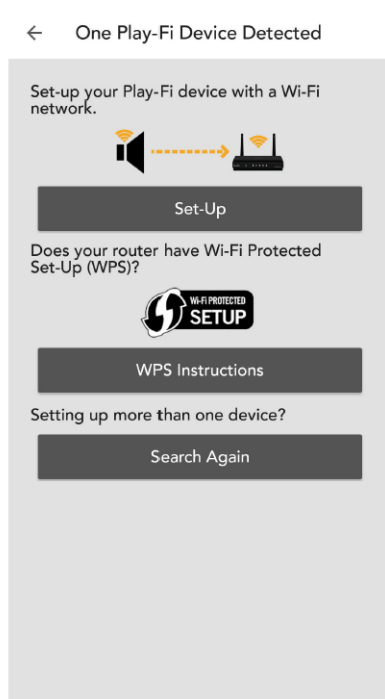 One Play-Fi Device Detected
Set-up your Play-Fi device with a Wi-Fi
network.
Set-Up
Does your router have Wi-Fi Protected
Set-Up (WPS)?
Wi-Fi PROTECTED
SETUP
WPS Instructions
Setting up more than one device?
Search Again